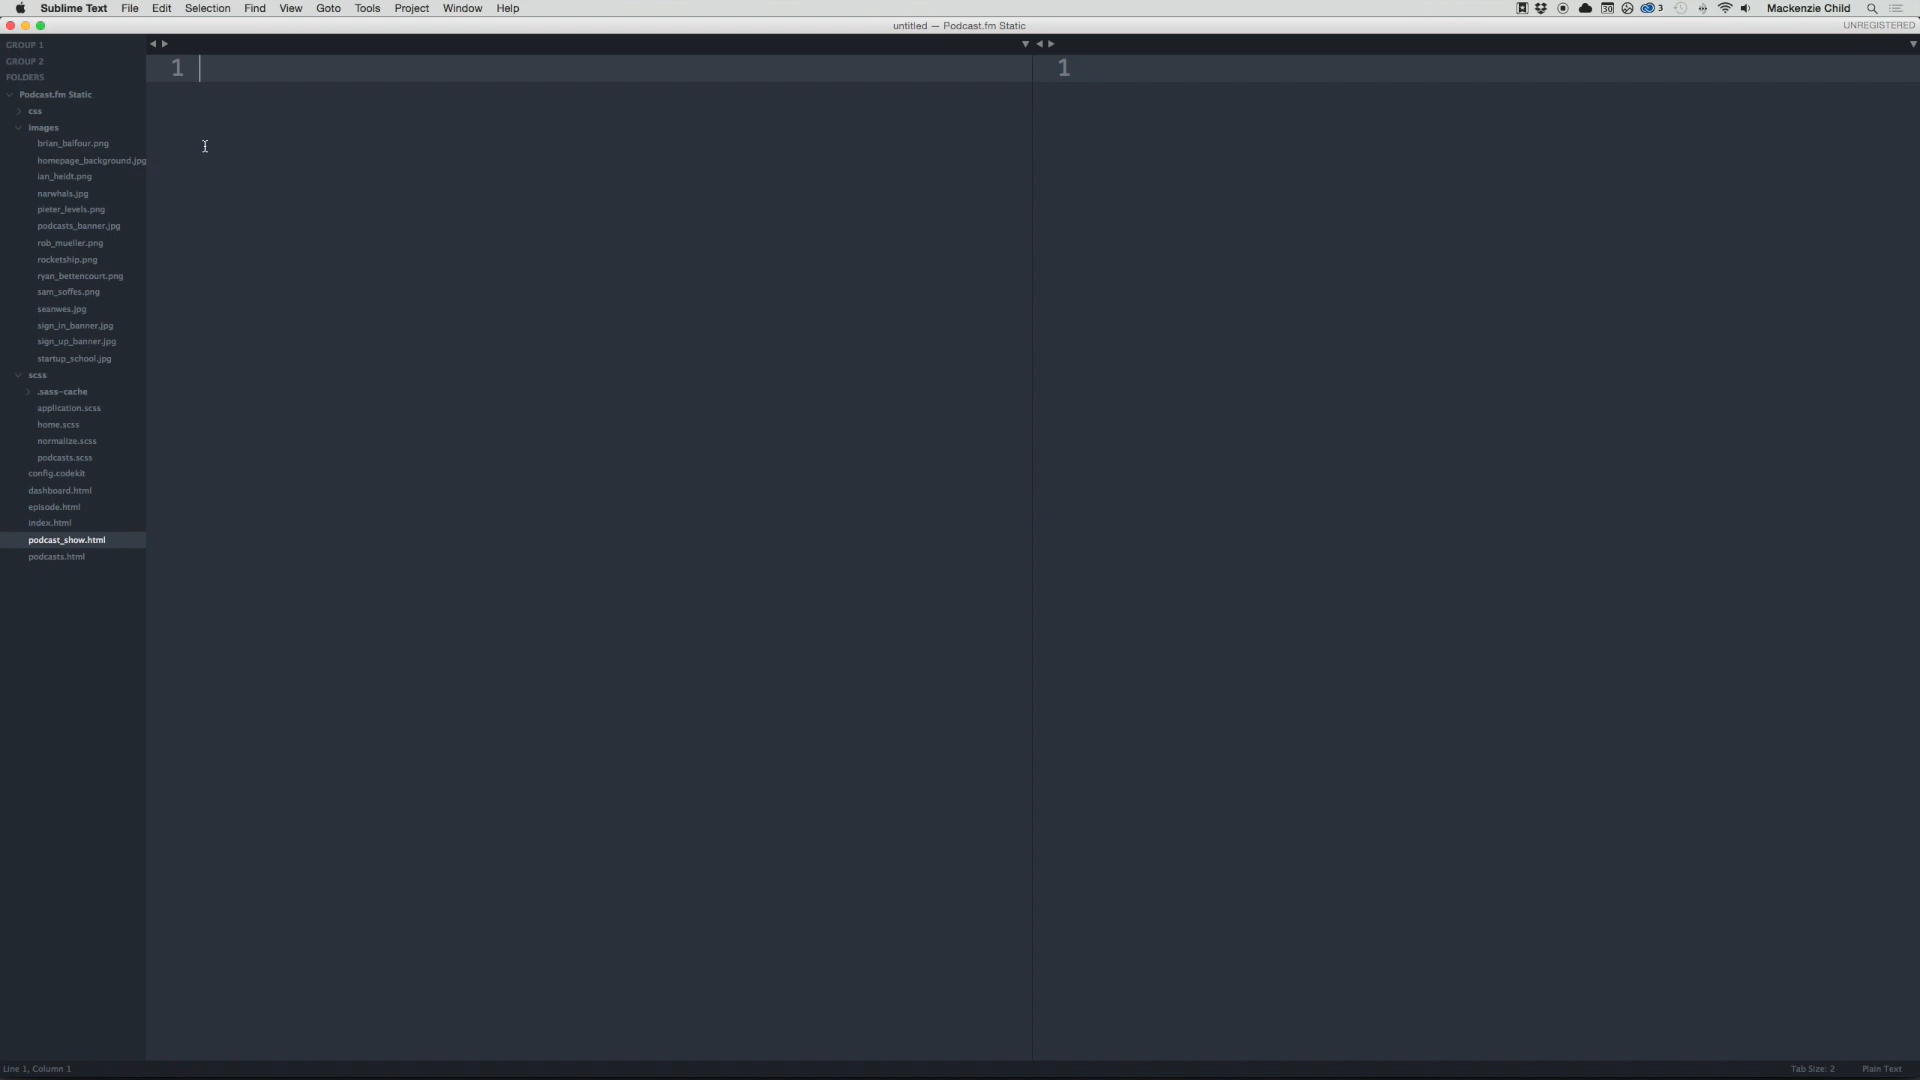 Sublime Text File Edit Selection Find View Goto Tools Project Window Help 30 3 Mackenzie Child
untitled — Podcast.fm Static UNREGISTERED
GROUP 1
GROUP 2
FOLDERS
Podcast.fm Static
css
images
brian_balfour.png
homepage_background.jpg
ian_heidt.png
narwhals.jpg
pieter_levels.png
podcasts_banner.jpg
rob_mueller.png
rocketship.png
ryan_bettencourt.png
sam_soffes.png
seanwes.jpg
sign_in_banner.jpg
sign_up_banner.jpg
startup_school.jpg
scss
.sass-cache
application.scss
home.scss
normalize.scss
podcasts.scss
config.codekit
dashboard.html
episode.html
index.html
podcast_show.html
podcasts.html
1
1
Line 1, Column 1 Tab Size: 2 Plain Text